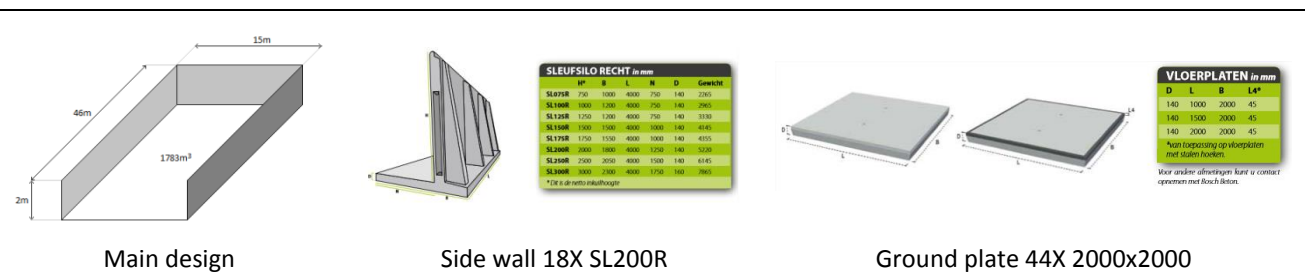 15m
46m
1783m³
2m
Main design
H
B
L
N
B
SLEUFSILO RECHT in mm
H* B L N D Gewicht
SL075R 750 1000 4000 750 140 2265
SL100R 1000 1200 4000 750 140 2965
SL125R 1250 1200 4000 750 140 3330
SL150R 1500 1500 4000 1000 140 4145
SL175R 1750 1550 4000 1000 140 4355
SL200R 2000 1800 4000 1250 140 5220
SL250R 2500 2050 4000 1500 140 6145
SL300R 3000 2300 4000 1750 160 7865
* Dit is de netto inkuilhoogte
Side wall 18X SL200R
D
L
B
D
L
B
L4
VLOERPLATEN in mm
D L B L4*
140 1000 2000 45
140 1500 2000 45
140 2000 2000 45
*van toepassing op vloerplaten
met stalen hoeken.
Voor andere afmetingen kunt u contact
opnemen met Bosch Beton.
Ground plate 44X 2000x2000